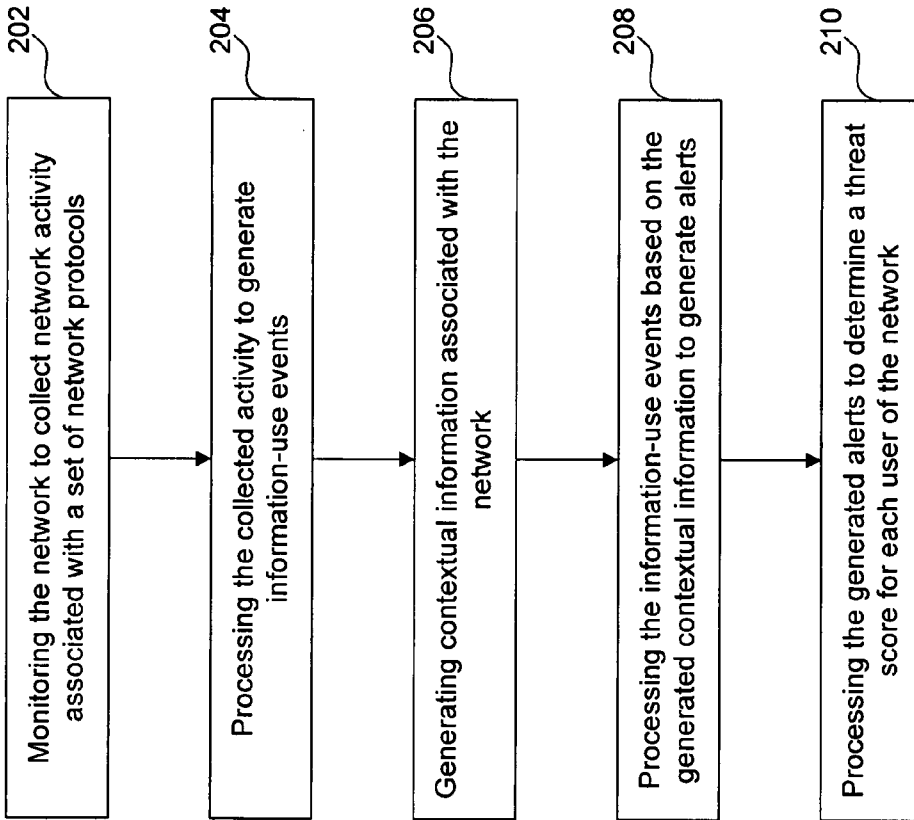 202
Monitoring the network to collect network activity
associated with a set of network protocols
204
Processing the collected activity to generate
information-use events
206
Generating contextual information associated with the
network
208
Processing the information-use events based on the
generated contextual information to generate alerts
210
Processing the generated alerts to determine a threat
score for each user of the network